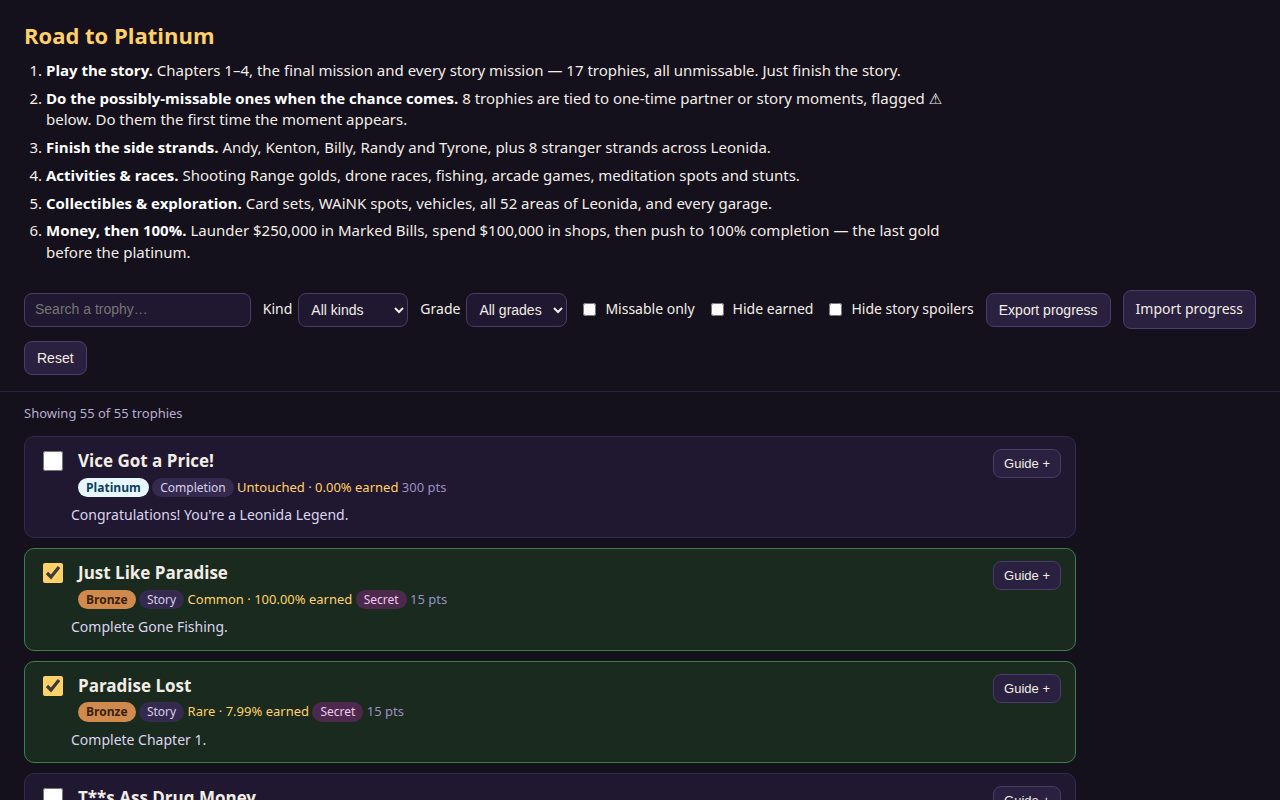 Road to Platinum
1. Play the story. Chapters 1–4, the final mission and every story mission — 17 trophies, all unmissable. Just finish the story.
2. Do the possibly-missable ones when the chance comes. 8 trophies are tied to one-time partner or story moments, flagged ⚠
below. Do them the first time the moment appears.
3. Finish the side strands. Andy, Kenton, Billy, Randy and Tyrone, plus 8 stranger strands across Leonida.
4. Activities & races. Shooting Range golds, drone races, fishing, arcade games, meditation spots and stunts.
5. Collectibles & exploration. Card sets, WAiNK spots, vehicles, all 52 areas of Leonida, and every garage.
6. Money, then 100%. Launder $250,000 in Marked Bills, spend $100,000 in shops, then push to 100% completion — the last gold
before the platinum.
Search a trophy… Kind All kinds Grade All grades Missable only Hide earned Hide story spoilers Export progress Import progress
Reset
Showing 55 of 55 trophies
Vice Got a Price! Guide +
Platinum Completion Untouched · 0.00% earned 300 pts
Congratulations! You're a Leonida Legend.
Just Like Paradise Guide +
Bronze Story Common · 100.00% earned Secret 15 pts
Complete Gone Fishing.
Paradise Lost Guide +
Bronze Story Rare · 7.99% earned Secret 15 pts
Complete Chapter 1.
T**s Ass Drug Money Guide +